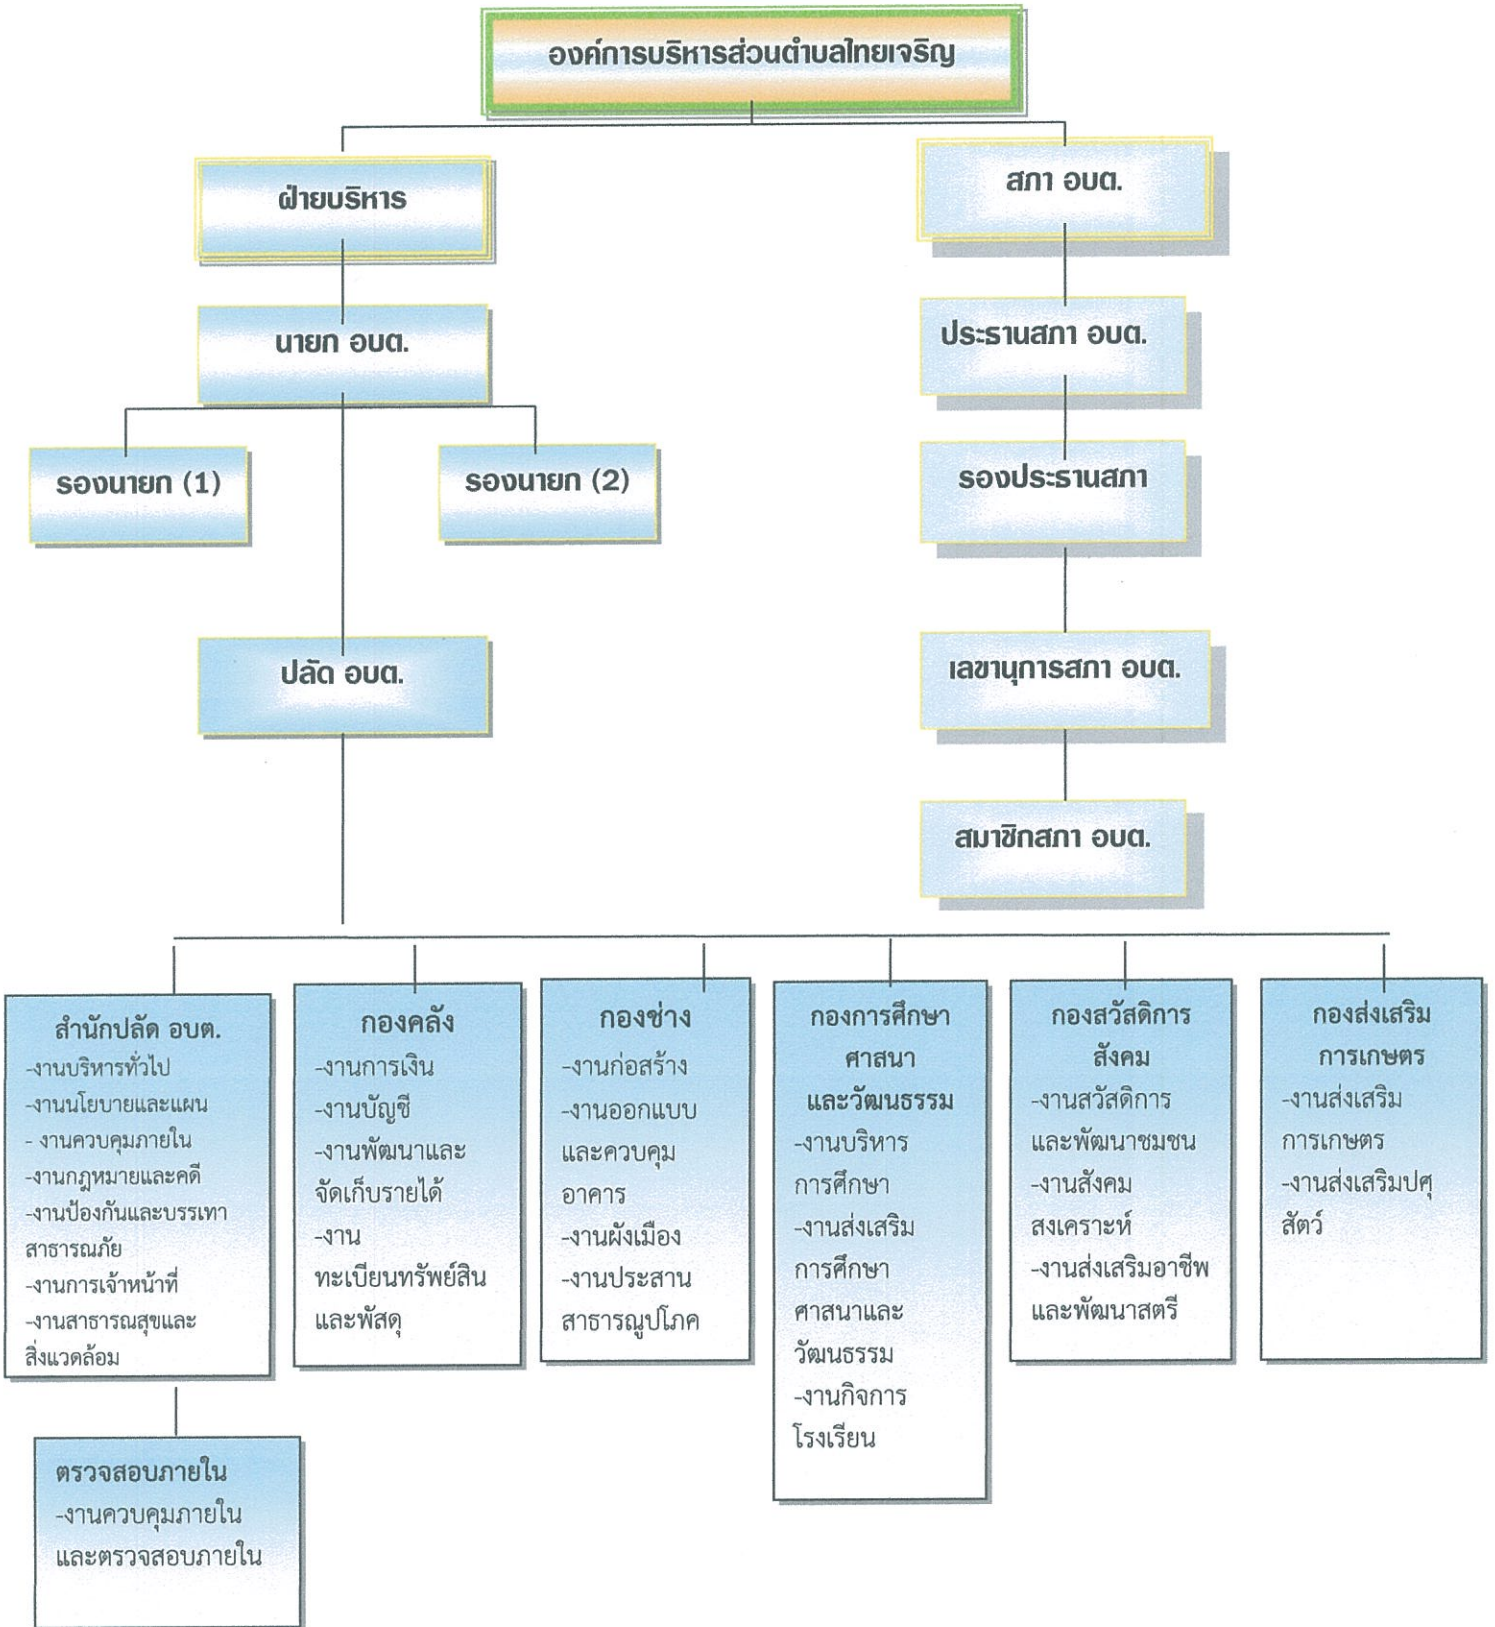 องค์การบริหารส่วนตำบลไทยเจริญ
ฝ่ายบริหาร
สภา อบต.
นายก อบต.
ประธานสภา อบต.
รองนายก (1)
รองนายก (2)
รองประธานสภา
ปลัด อบต.
เลขานุการสภา อบต.
สมาชิกสภา อบต.
สำนักปลัด อบต.
-งานบริหารทั่วไป
-งานนโยบายและแผน
- งานควบคุมภายใน
-งานกฎหมายและคดี
-งานป้องกันและบรรเทา
สาธารณภัย
-งานการเจ้าหน้าที่
-งานสาธารณสุขและ
สิ่งแวดล้อม
กองคลัง
-งานการเงิน
-งานบัญชี
-งานพัฒนาและ
จัดเก็บรายได้
-งาน
ทะเบียนทรัพย์สิน
และพัสดุ
กองช่าง
-งานก่อสร้าง
-งานออกแบบ
และควบคุม
อาคาร
-งานผังเมือง
-งานประสาน
สาธารณูปโภค
กองการศึกษา
ศาสนา
และวัฒนธรรม
-งานบริหาร
การศึกษา
-งานส่งเสริม
การศึกษา
ศาสนาและ
วัฒนธรรม
-งานกิจการ
โรงเรียน
กองสวัสดิการ
สังคม
-งานสวัสดิการ
และพัฒนาชมชน
-งานสังคม
สงเคราะห์
-งานส่งเสริมอาชีพ
และพัฒนาสตรี
กองส่งเสริม
การเกษตร
-งานส่งเสริม
การเกษตร
-งานส่งเสริมปศุ
สัตว์
ตรวจสอบภายใน
-งานควบคุมภายใน
และตรวจสอบภายใน